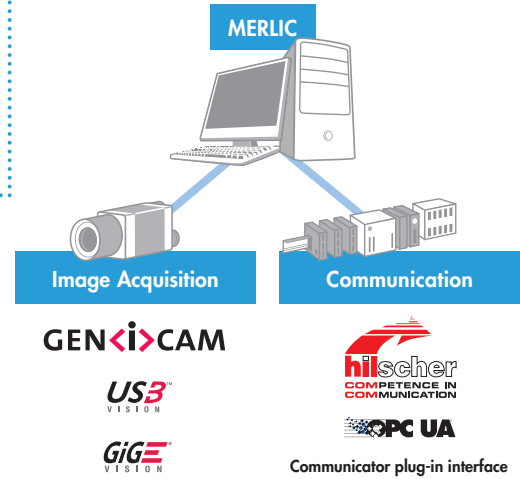 MERLIC
Image Acquisition
Communication
GEN<i>CAM
USB™
VISION
GiGE®
VISION
hilscher
COMPETENCE IN
COMMUNICATION
OPC UA
Communicator plug-in interface